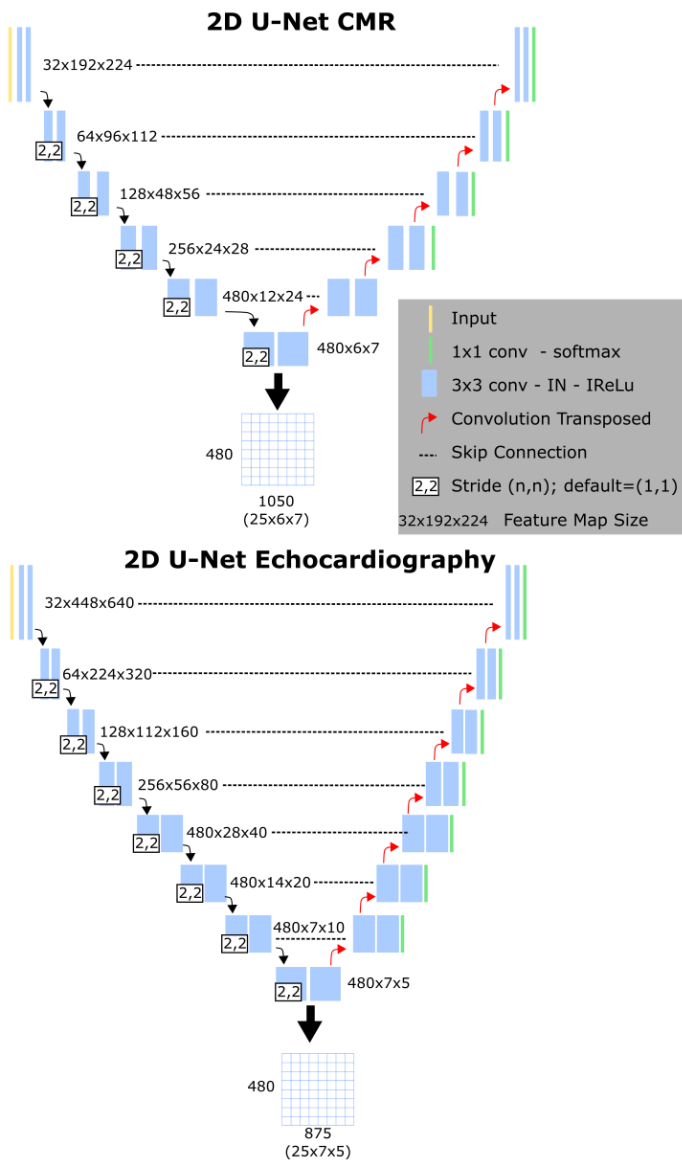 2D U-Net CMR
32x192x224
64x96x112
2,2
128x48x56
2,2
256x24x28
2,2
480x12x24
2,2
480x6x7
2,2
480
1050
(25x6x7)
Input
1x1 conv - softmax
3x3 conv - IN - lReLu
Convolution Transposed
Skip Connection
2,2 Stride (n,n); default=(1,1)
32x192x224 Feature Map Size
2D U-Net Echocardiography
32x448x640
64x224x320
2,2
128x112x160
2,2
256x56x80
2,2
480x28x40
2,2
480x14x20
2,2
480x7x10
2,2
480x7x5
2,2
480
875
(25x7x5)